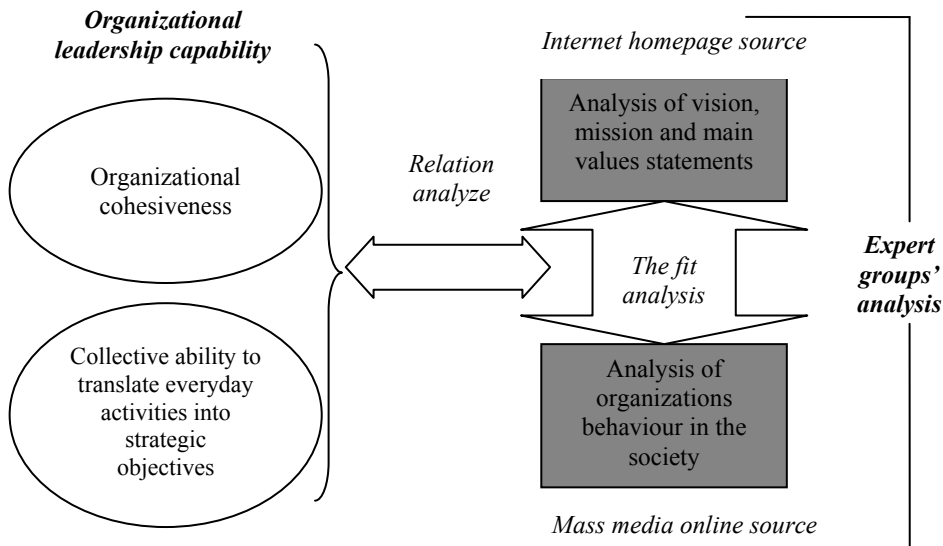 Organizational
leadership capability
Organizational
cohesiveness
Collective ability to
translate everyday
activities into
strategic
objectives
Relation
analyze
Internet homepage source
Analysis of vision,
mission and main
values statements
The fit
analysis
Analysis of
organizations
behaviour in the
society
Mass media online source
Expert
groups’
analysis